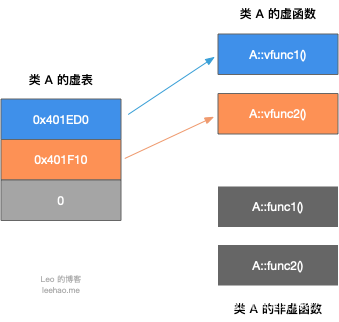 类 A 的虚函数
A::vfunc1()
类 A 的虚表
0x401ED0
A::vfunc2()
0x401F10
0
A::func1()
A::func2()
Leo 的博客
leehao.me
类 A 的非虚函数